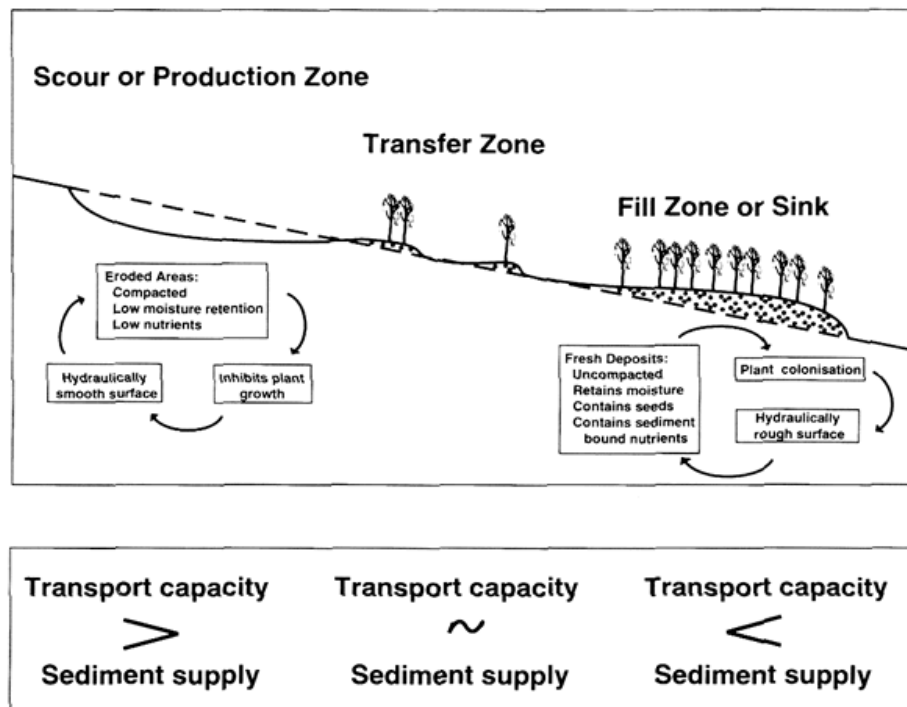 Scour or Production Zone
Transfer Zone
Fill Zone or Sink
Eroded Areas:
Compacted
Low moisture retention
Low nutrients
Hydraulically
smooth surface
Inhibits plant
growth
Fresh Deposits:
Uncompacted
Retains moisture
Contains seeds
Contains sediment
bound nutrients
Plant colonisation
Hydraulically
rough surface
Transport capacity
>
Sediment supply
Transport capacity
~
Sediment supply
Transport capacity
<
Sediment supply